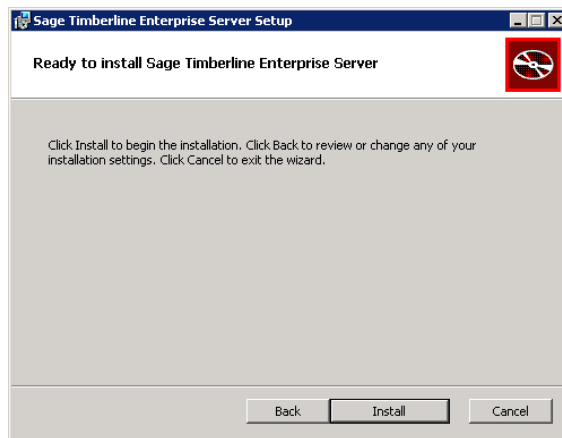 Sage Timberline Enterprise Server Setup
Ready to install Sage Timberline Enterprise Server
Click Install to begin the installation. Click Back to review or change any of your
installation settings. Click Cancel to exit the wizard.
Back Install Cancel